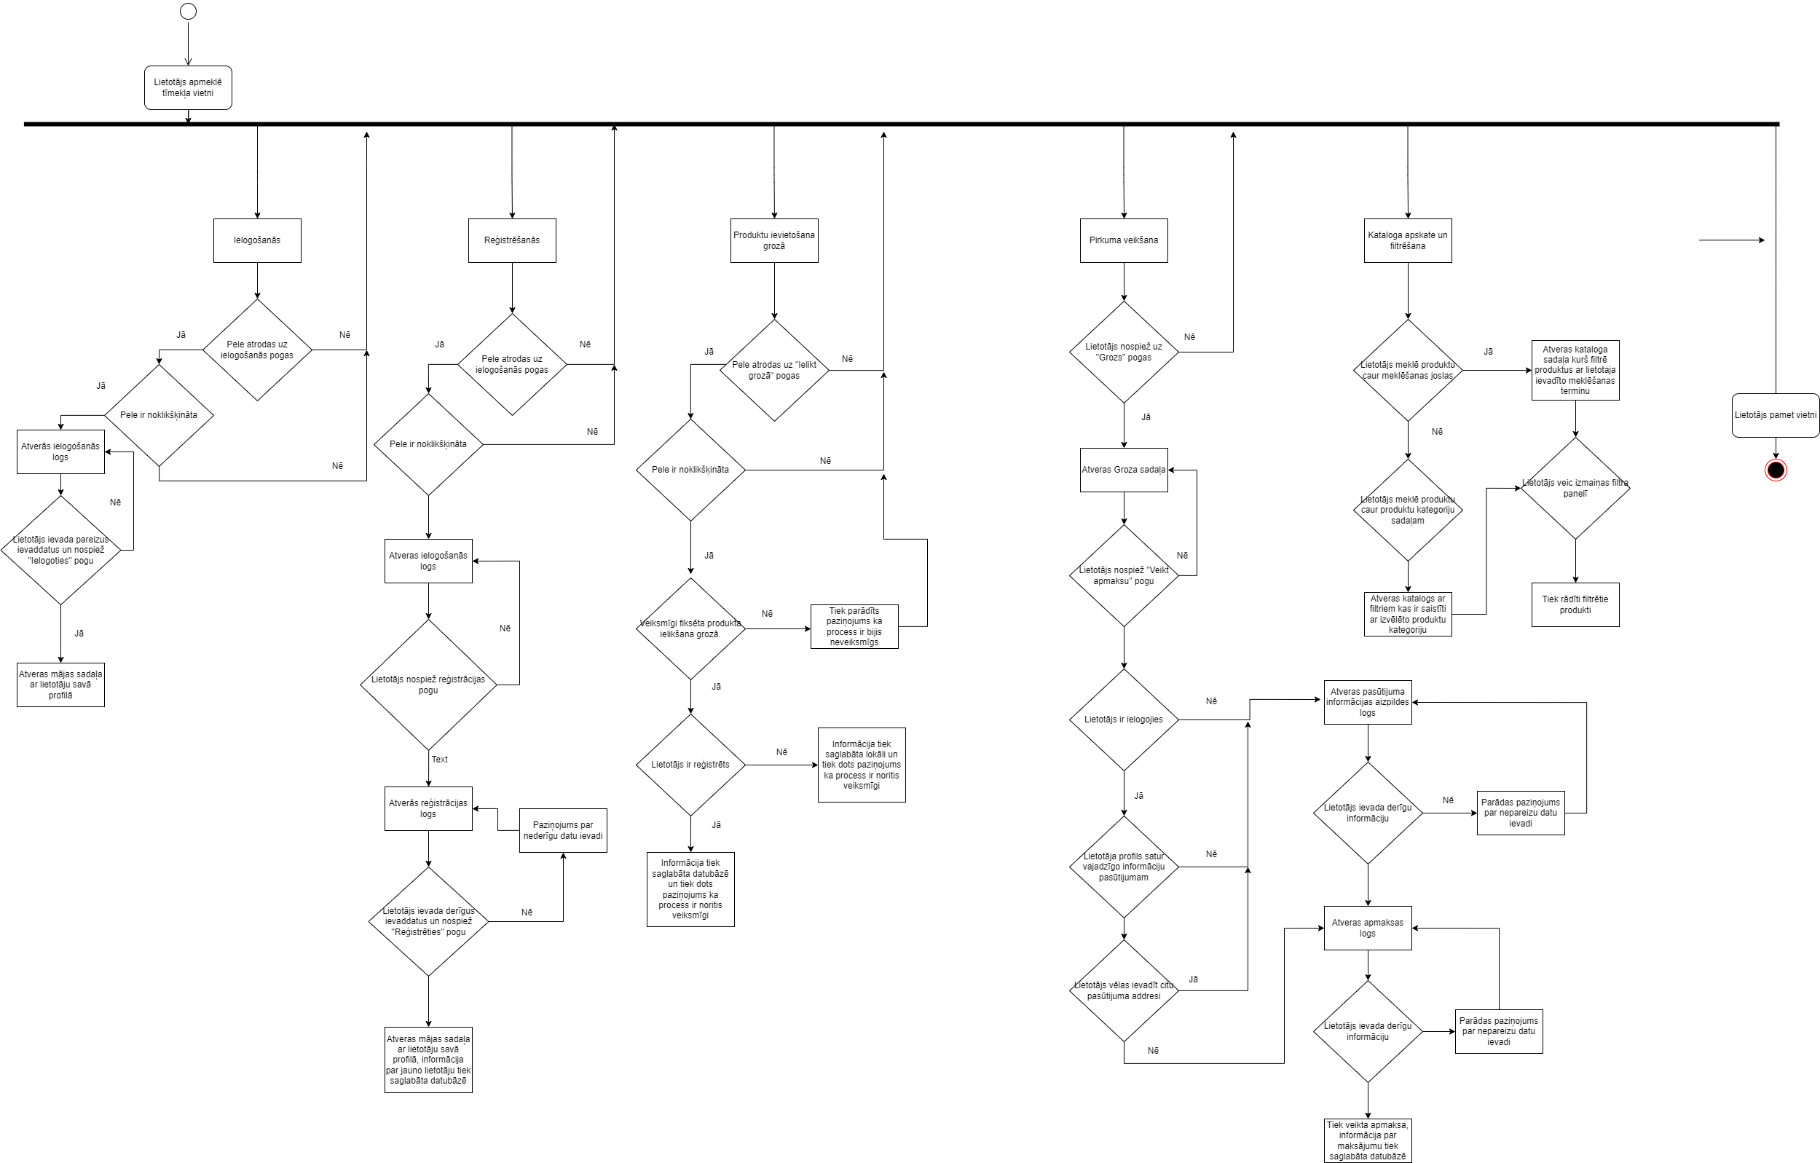 Lietotājs apmeklē
tīmekļa vietni
Ielogošanās
Pele atrodas uz
ielogošanās pogas
Jā
Nē
Pele ir noklikšķināta
Jā
Nē
Atverās ielogošanās
logs
Nē
Lietotājs ievada pareizus
ievaddatus un nospiež
"Ielogoties" pogu
Jā
Atveras mājas sadaļa
ar lietotāju savā
profilā
Reģistrēšanās
Pele atrodas uz
ielogošanās pogas
Jā
Nē
Pele ir noklikšķināta
Nē
Atveras ielogošanās
logs
Nē
Lietotājs nospiež reģistrācijas
pogu
Text
Atverās reģistrācijas
logs
Paziņojums par
nederīgu datu ievadi
Lietotājs ievada derīgus
ievaddatus un nospiež
"Reģistrēties" pogu
Nē
Atveras mājas sadaļa
ar lietotāju savā
profilā, informācija
par jauno lietotāju tiek
saglabāta datubāzē
Produktu ievietošana
grozā
Pele atrodas uz "Ielikt
grozā" pogas
Jā
Nē
Pele ir noklikšķināta
Nē
Jā
Veiksmīgi fiksēta produkta
ielikšana grozā.
Nē
Tiek parādīts
paziņojums ka
process ir bijis
neveiksmīgs
Jā
Lietotājs ir reģistrēts
Nē
Informācija tiek
saglabāta lokāli un
tiek dots paziņojums
ka process ir noritis
veiksmīgi
Jā
Informācija tiek
saglabāta datubāzē
un tiek dots
paziņojums ka
process ir noritis
veiksmīgi
Pirkuma veikšana
Lietotājs nospiež uz
"Grozs" pogas
Nē
Jā
Atveras Groza sadaļa
Lietotājs nospiež "Veikt
apmaksu" pogu
Nē
Lietotājs ir ielogojies
Nē
Jā
Lietotāja profils satur
vajadzīgo informāciju
pasūtījumam
Nē
Lietotājs vēlas ievadīt citu
pasūtījuma addresi
Jā
Nē
Atveras pasūtījuma
informācijas aizpildes
logs
Lietotājs ievada derīgu
informāciju
Nē
Parādas paziņojums
par nepareizu datu
ievadi
Atveras apmaksas
logs
Lietotājs ievada derīgu
informāciju
Parādas paziņojums
par nepareizu datu
ievadi
Tiek veikta apmaksa,
informācija par
maksājumu tiek
saglabāta datubāzē
Kataloga apskate un
filtrēšana
Lietotājs meklē produktu
caur meklēšanas joslas
Jā
Atveras kataloga
sadaļa kurš filtrē
produktus ar lietotaja
ievadīto meklēšanas
terminu
Nē
Lietotājs meklē produktu
caur produktu kategoriju
sadaļam
Atveras katalogs ar
filtriem kas ir saistīti
ar izvēlēto produktu
kategoriju
Lietotājs veic izmaiņas filtra
panelī
Tiek rādīti filtrētie
produkti
Lietotājs pamet vietni